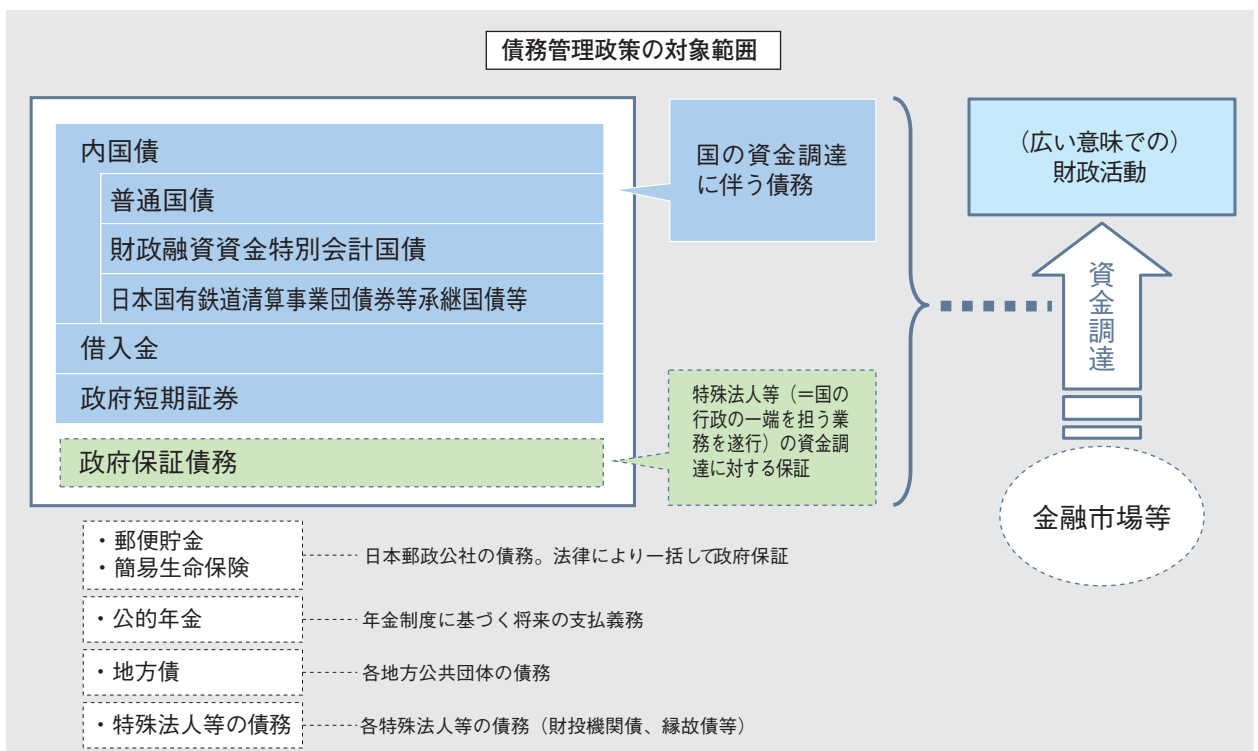 債務管理政策の対象範囲
内国債
普通国債
財政融資資金特別会計国債
日本国有鉄道清算事業団債券等承継国債等
借入金
政府短期証券
政府保証債務
国の資金調達
に伴う債務
特殊法人等（＝国の
行政の一端を担う業
務を遂行）の資金調
達に対する保証
（広い意味での）
財政活動
資金調達
金融市場等
・郵便貯金
・簡易生命保険
日本郵政公社の債務。法律により一括して政府保証
・公的年金
年金制度に基づく将来の支払義務
・地方債
各地方公共団体の債務
・特殊法人等の債務
各特殊法人等の債務（財投機関債、縁故債等）